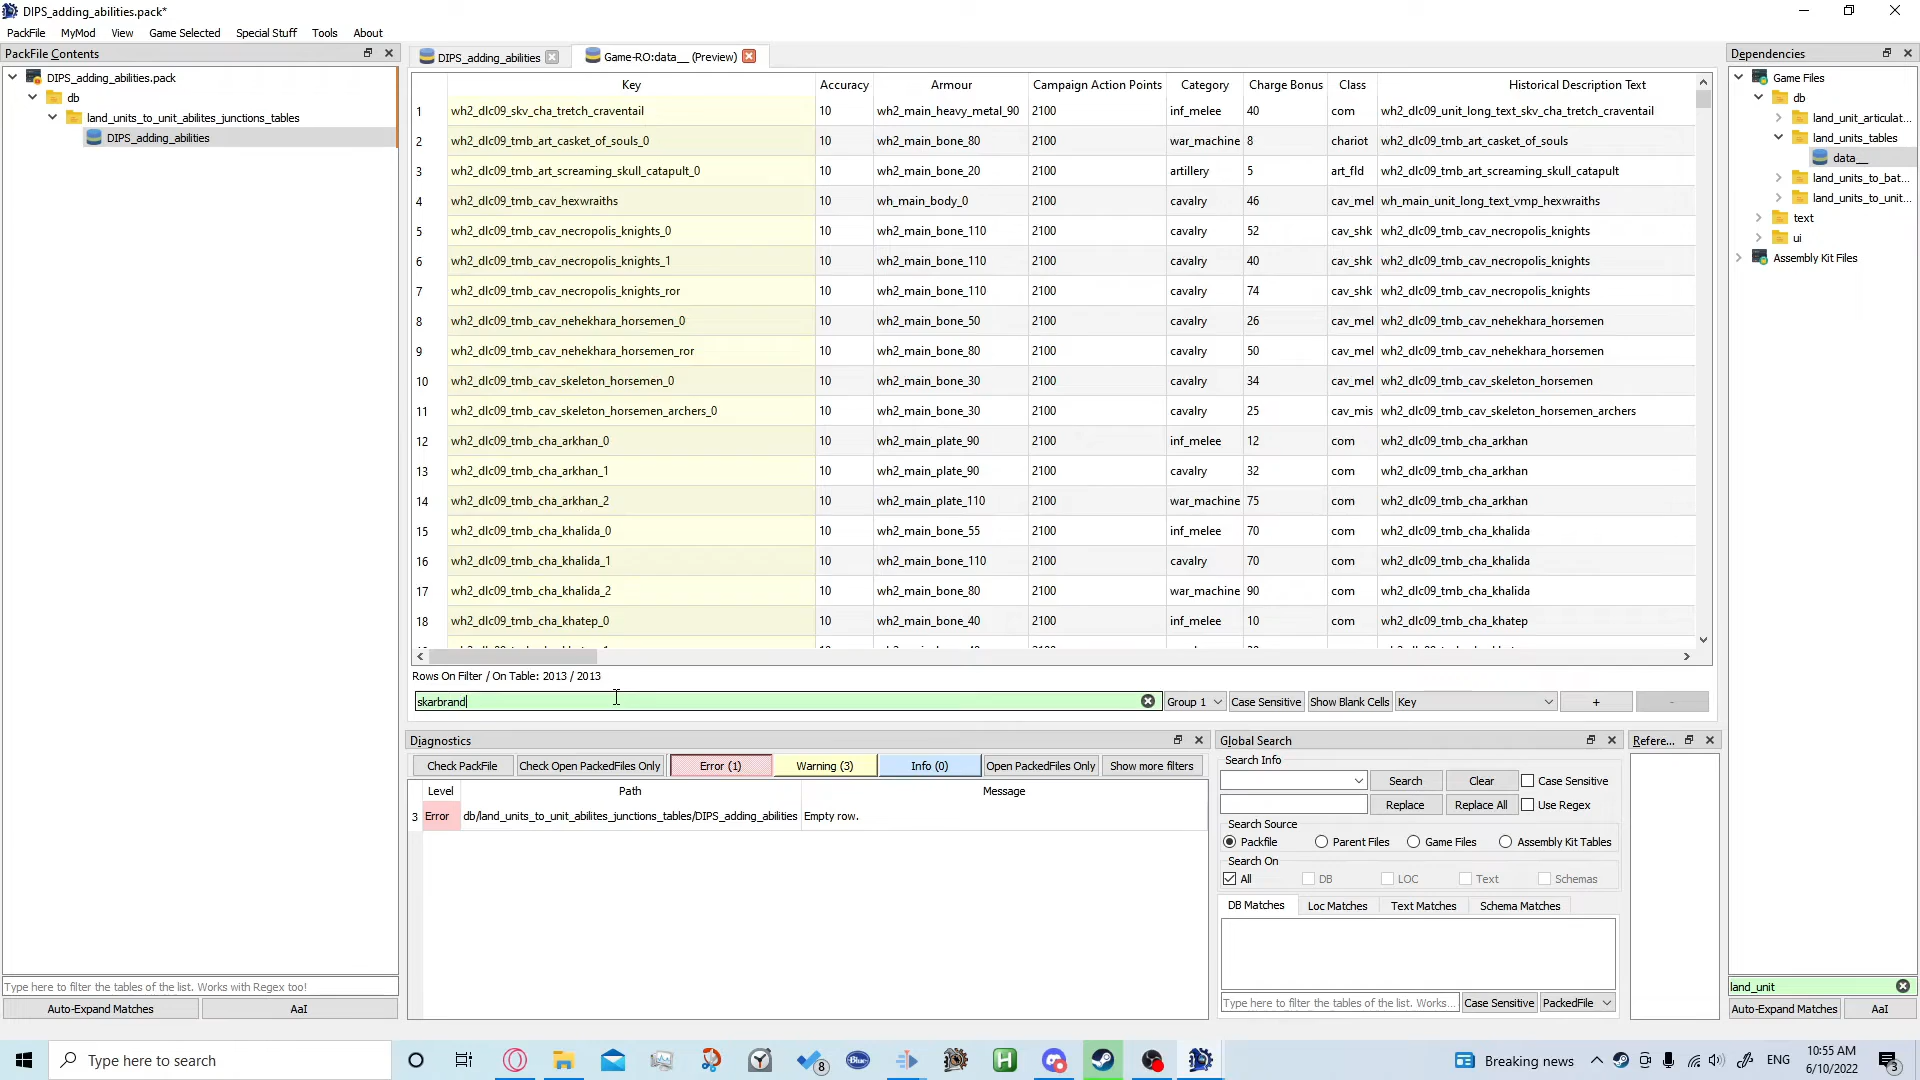 DIPS_adding_abilities.pack*
PackFile MyMod View Game Selected Special Stuff Tools About
PackFile Contents
DIPS_adding_abilities.pack
db
land_units_to_unit_abilites_junctions_tables
DIPS_adding_abilities
Type here to filter the tables of the list. Works with Regex too!
Auto-Expand Matches AaI
DIPS_adding_abilities Game-RO:data__ (Preview)
Key Accuracy Armour Campaign Action Points Category Charge Bonus Class Historical Description Text
1 wh2_dlc09_skv_cha_tretch_craventail 10 wh2_main_heavy_metal_90 2100 inf_melee 40 com wh2_dlc09_unit_long_text_skv_cha_tretch_craventail
2 wh2_dlc09_tmb_art_casket_of_souls_0 10 wh2_main_bone_80 2100 war_machine 8 chariot wh2_dlc09_tmb_art_casket_of_souls
3 wh2_dlc09_tmb_art_screaming_skull_catapult_0 10 wh2_main_bone_20 2100 artillery 5 art_fld wh2_dlc09_tmb_art_screaming_skull_catapult
4 wh2_dlc09_tmb_cav_hexwraiths 10 wh_main_body_0 2100 cavalry 46 cav_mel wh_main_unit_long_text_vmp_hexwraiths
5 wh2_dlc09_tmb_cav_necropolis_knights_0 10 wh2_main_bone_110 2100 cavalry 52 cav_shk wh2_dlc09_tmb_cav_necropolis_knights
6 wh2_dlc09_tmb_cav_necropolis_knights_1 10 wh2_main_bone_110 2100 cavalry 40 cav_shk wh2_dlc09_tmb_cav_necropolis_knights
7 wh2_dlc09_tmb_cav_necropolis_knights_ror 10 wh2_main_bone_110 2100 cavalry 74 cav_shk wh2_dlc09_tmb_cav_necropolis_knights
8 wh2_dlc09_tmb_cav_nehekhara_horsemen_0 10 wh2_main_bone_50 2100 cavalry 26 cav_mel wh2_dlc09_tmb_cav_nehekhara_horsemen
9 wh2_dlc09_tmb_cav_nehekhara_horsemen_ror 10 wh2_main_bone_80 2100 cavalry 50 cav_mel wh2_dlc09_tmb_cav_nehekhara_horsemen
10 wh2_dlc09_tmb_cav_skeleton_horsemen_0 10 wh2_main_bone_30 2100 cavalry 34 cav_mel wh2_dlc09_tmb_cav_skeleton_horsemen
11 wh2_dlc09_tmb_cav_skeleton_horsemen_archers_0 10 wh2_main_bone_30 2100 cavalry 25 cav_mis wh2_dlc09_tmb_cav_skeleton_horsemen_archers
12 wh2_dlc09_tmb_cha_arkhan_0 10 wh2_main_plate_90 2100 inf_melee 12 com wh2_dlc09_tmb_cha_arkhan
13 wh2_dlc09_tmb_cha_arkhan_1 10 wh2_main_plate_90 2100 cavalry 32 com wh2_dlc09_tmb_cha_arkhan
14 wh2_dlc09_tmb_cha_arkhan_2 10 wh2_main_plate_110 2100 war_machine 75 com wh2_dlc09_tmb_cha_arkhan
15 wh2_dlc09_tmb_cha_khalida_0 10 wh2_main_bone_55 2100 inf_melee 70 com wh2_dlc09_tmb_cha_khalida
16 wh2_dlc09_tmb_cha_khalida_1 10 wh2_main_bone_110 2100 cavalry 70 com wh2_dlc09_tmb_cha_khalida
17 wh2_dlc09_tmb_cha_khalida_2 10 wh2_main_bone_80 2100 war_machine 90 com wh2_dlc09_tmb_cha_khalida
18 wh2_dlc09_tmb_cha_khatep_0 10 wh2_main_bone_40 2100 inf_melee 10 com wh2_dlc09_tmb_cha_khatep
Rows On Filter / On Table: 2013 / 2013
skarbrand Group 1 Case Sensitive Show Blank Cells Key + -
Diagnostics
Check PackFile Check Open PackedFiles Only Error (1) Warning (3) Info (0) Open PackedFiles Only Show more filters
Level Path Message
3 Error db/land_units_to_unit_abilites_junctions_tables/DIPS_adding_abilities Empty row.
Global Search
Search Info
Search Clear Case Sensitive
Replace Replace All Use Regex
Search Source
Packfile Parent Files Game Files Assembly Kit Tables
Search On
All DB LOC Text Schemas
DB Matches Loc Matches Text Matches Schema Matches
Type here to filter the tables of the list. Works... Case Sensitive PackedFile
Refere...
Dependencies
Game Files
db
land_unit_articulat...
land_units_tables
data__
land_units_to_bat...
land_units_to_unit...
text
ui
Assembly Kit Files
land_unit
Auto-Expand Matches AaI
Type here to search
8
Blue
Breaking news
ENG
10:55 AM
6/10/2022
3